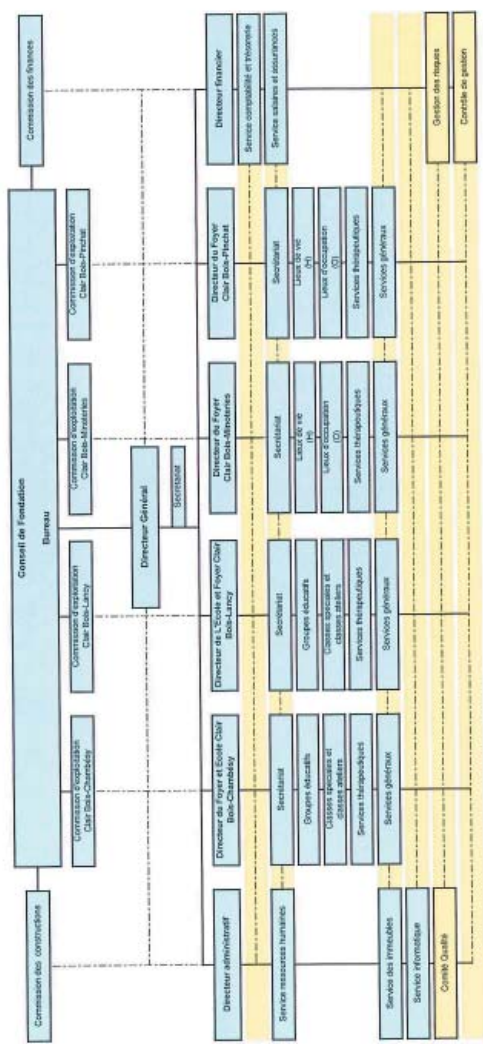 Conseil de Fondation
Bureau
Commission des constructions
Commission des finances
Commission d'exploitation
Clair Bois-Chambésy
Commission d'exploitation
Clair Bois-Lancy
Commission d'exploitation
Clair Bois-Minoteries
Commission d'exploitation
Clair Bois-Pinchat
Directeur Général
Secrétariat
Directeur administratif
Directeur du Foyer et Ecole Clair
Bois-Chambésy
Directeur de L'Ecole et Foyer Clair
Bois-Lancy
Directeur du Foyer
Clair Bois-Minoteries
Directeur du Foyer
Clair Bois-Pinchat
Directeur financier
Service comptabilité et trésorerie
Service ressources humaines
Secrétariat
Secrétariat
Secrétariat
Secrétariat
Service salaires et assurances
Groupes éducatifs
Groupes éducatifs
Lieux de vie
(H)
Lieux de vie
(H)
Classes spéciales et
classes ateliers
Classes spéciales et
classes ateliers
Lieux d'occupation
(O)
Lieux d'occupation
(O)
Services thérapeutiques
Services thérapeutiques
Services thérapeutiques
Services thérapeutiques
Service des immeubles
Services généraux
Services généraux
Services généraux
Services généraux
Service informatique
Comité Qualité
Gestion des risques
Contrôle de gestion